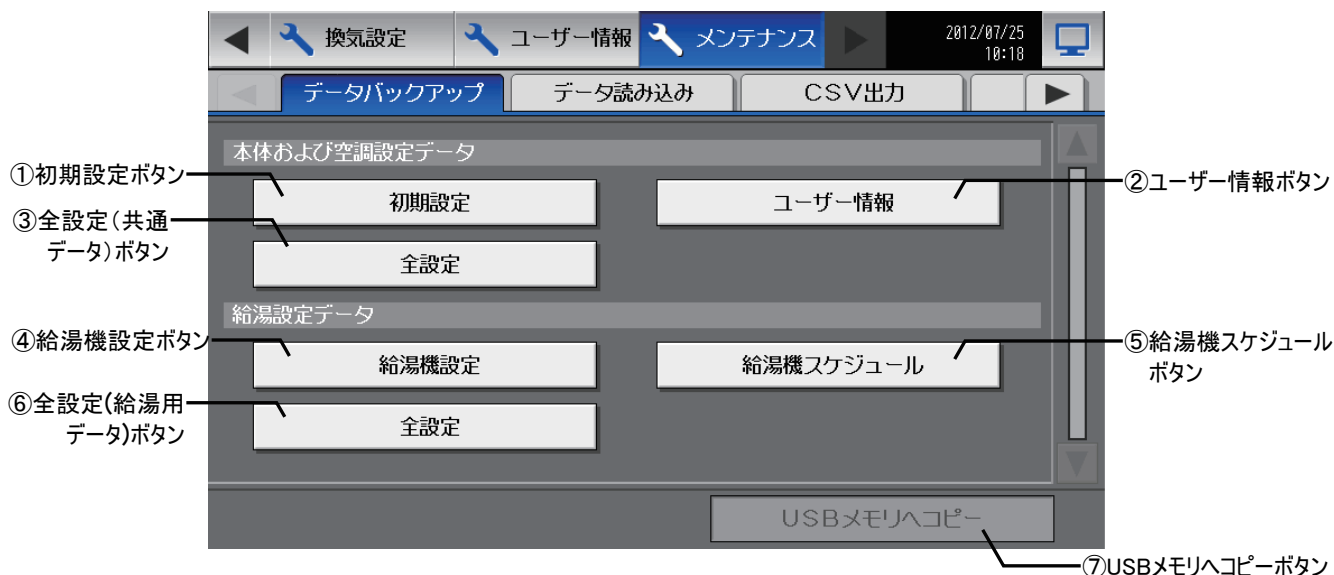 換気設定
ユーザー情報
メンテナンス
2012/07/25
10:18
データバックアップ
データ読み込み
CSV出力
本体および空調設定データ
①初期設定ボタン
初期設定
ユーザー情報
②ユーザー情報ボタン
③全設定(共通
データ)ボタン
全設定
給湯設定データ
④給湯機設定ボタン
給湯機設定
給湯機スケジュール
⑤給湯機スケジュール
ボタン
⑥全設定(給湯用
データ)ボタン
全設定
USBメモリへコピー
⑦USBメモリへコピーボタン